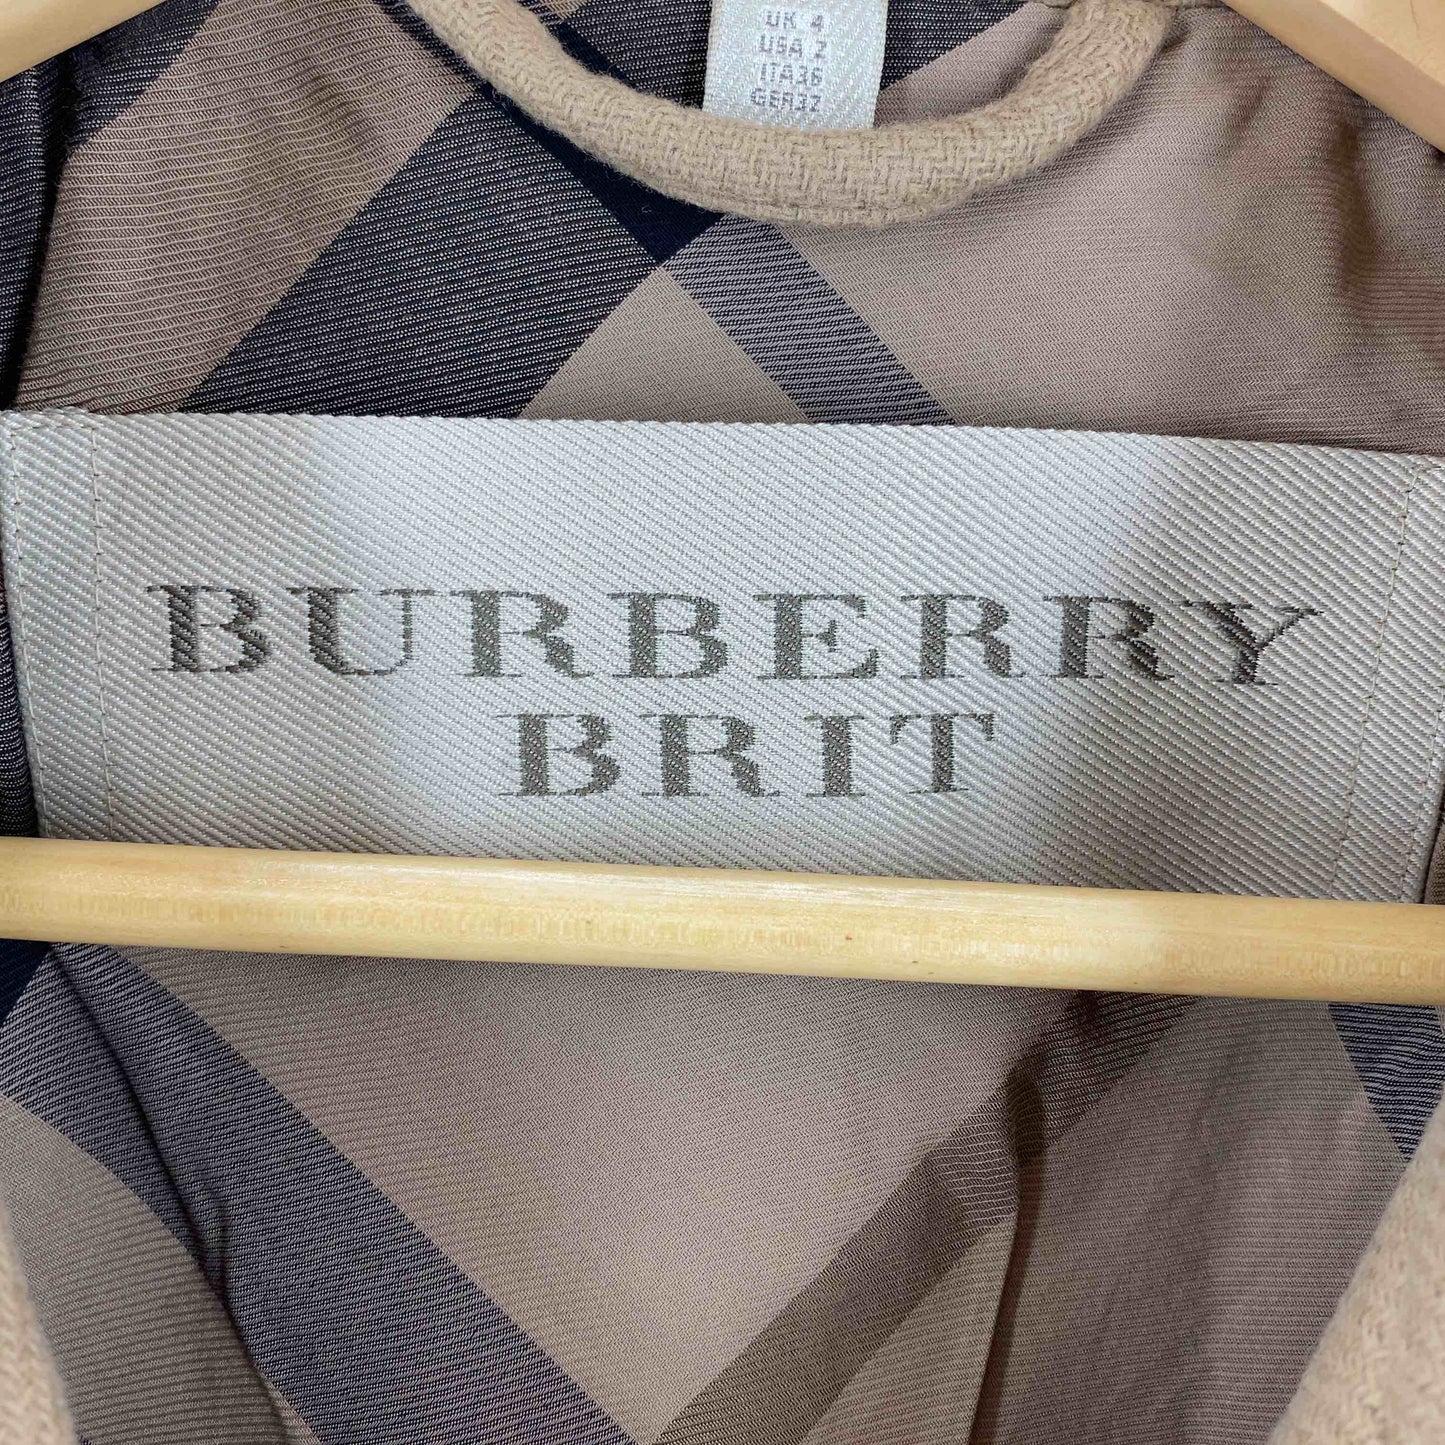 UK 4
USA 2
ITA36
GER32
BURBERRY
BRIT